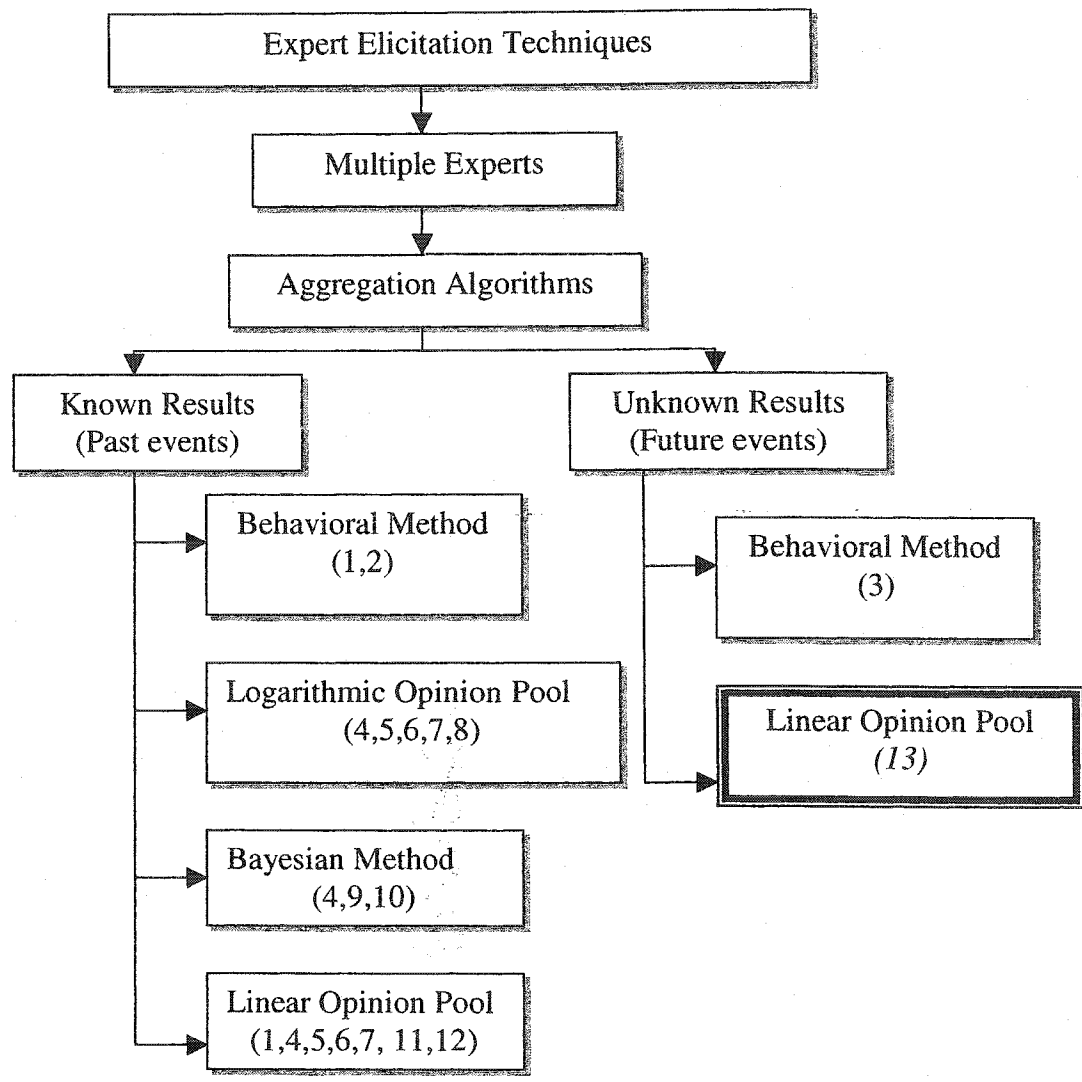 Expert Elicitation Techniques
Multiple Experts
Aggregation Algorithms
Known Results
(Past events)
Unknown Results
(Future events)
Behavioral Method
(1,2)
Behavioral Method
(3)
Logarithmic Opinion Pool
(4,5,6,7,8)
Linear Opinion Pool
(13)
Bayesian Method
(4,9,10)
Linear Opinion Pool
(1,4,5,6,7, 11,12)